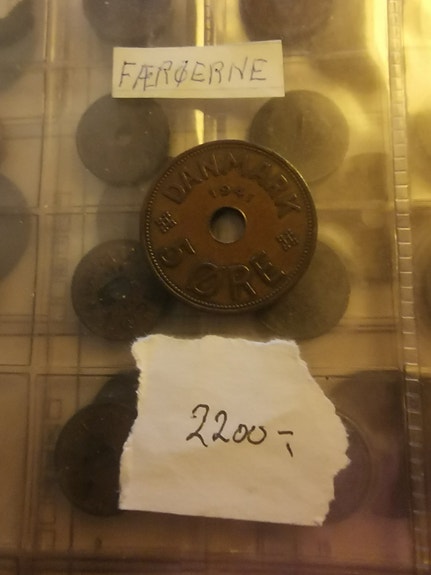 FÆRØERNE
DANMARK
1941
5 ØRE
2200-,